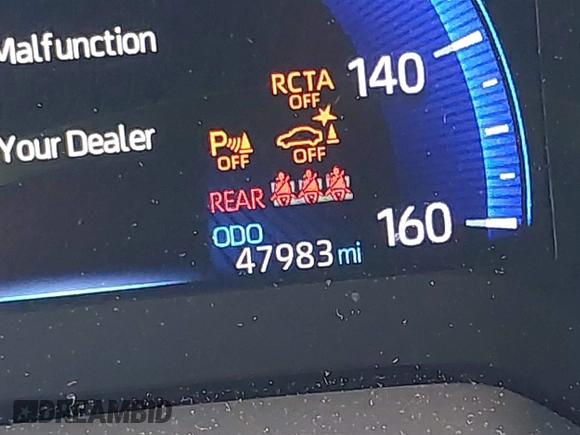 Malfunction
140
RCTA
OFF
Your Dealer
P
OFF
OFF
REAR
160
ODO
47983 mi
DREAMBID